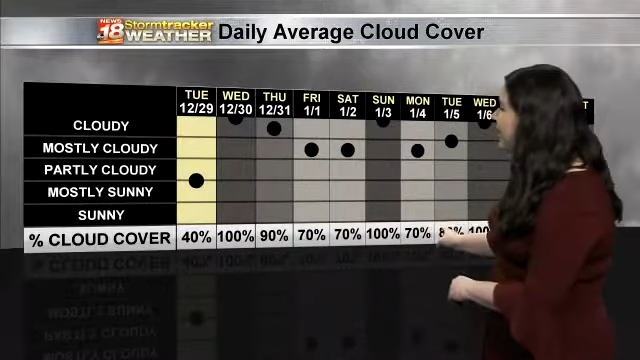 NEWS 18 Stormtracker WEATHER Daily Average Cloud Cover
TUE WED THU FRI SAT SUN MON TUE WED
12/29 12/30 12/31 1/1 1/2 1/3 1/4 1/5 1/6
CLOUDY
MOSTLY CLOUDY
PARTLY CLOUDY
MOSTLY SUNNY
SUNNY
% CLOUD COVER 40% 100% 90% 70% 70% 100% 70%